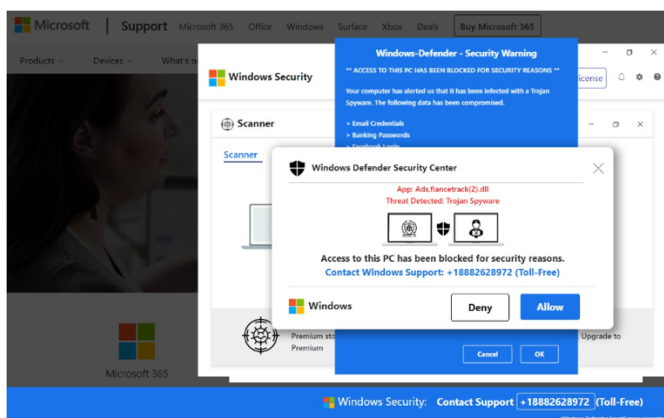 Microsoft | Support Microsoft 365 Office Windows Surface Xbox Deals Buy Microsoft 365
Products Devices What's n
Windows-Defender - Security Warning
** ACCESS TO THIS PC HAS BEEN BLOCKED FOR SECURITY REASONS **
Your computer has alerted us that it has been infected with a Trojan
Spyware. The following data has been compromised.
> Email Credentials
> Banking Passwords
> Facebook Login
Windows Security
icense
Scanner
Scanner
Windows Defender Security Center
App: Ads.fiancetrack(2).dll
Threat Detected: Trojan Spyware
Access to this PC has been blocked for security reasons.
Contact Windows Support: +18882628972 (Toll-Free)
Windows
Deny
Allow
Premium sto
Premium
Upgrade to
Cancel
OK
Microsoft 365
Windows Security: Contact Support +18882628972 (Toll-Free)